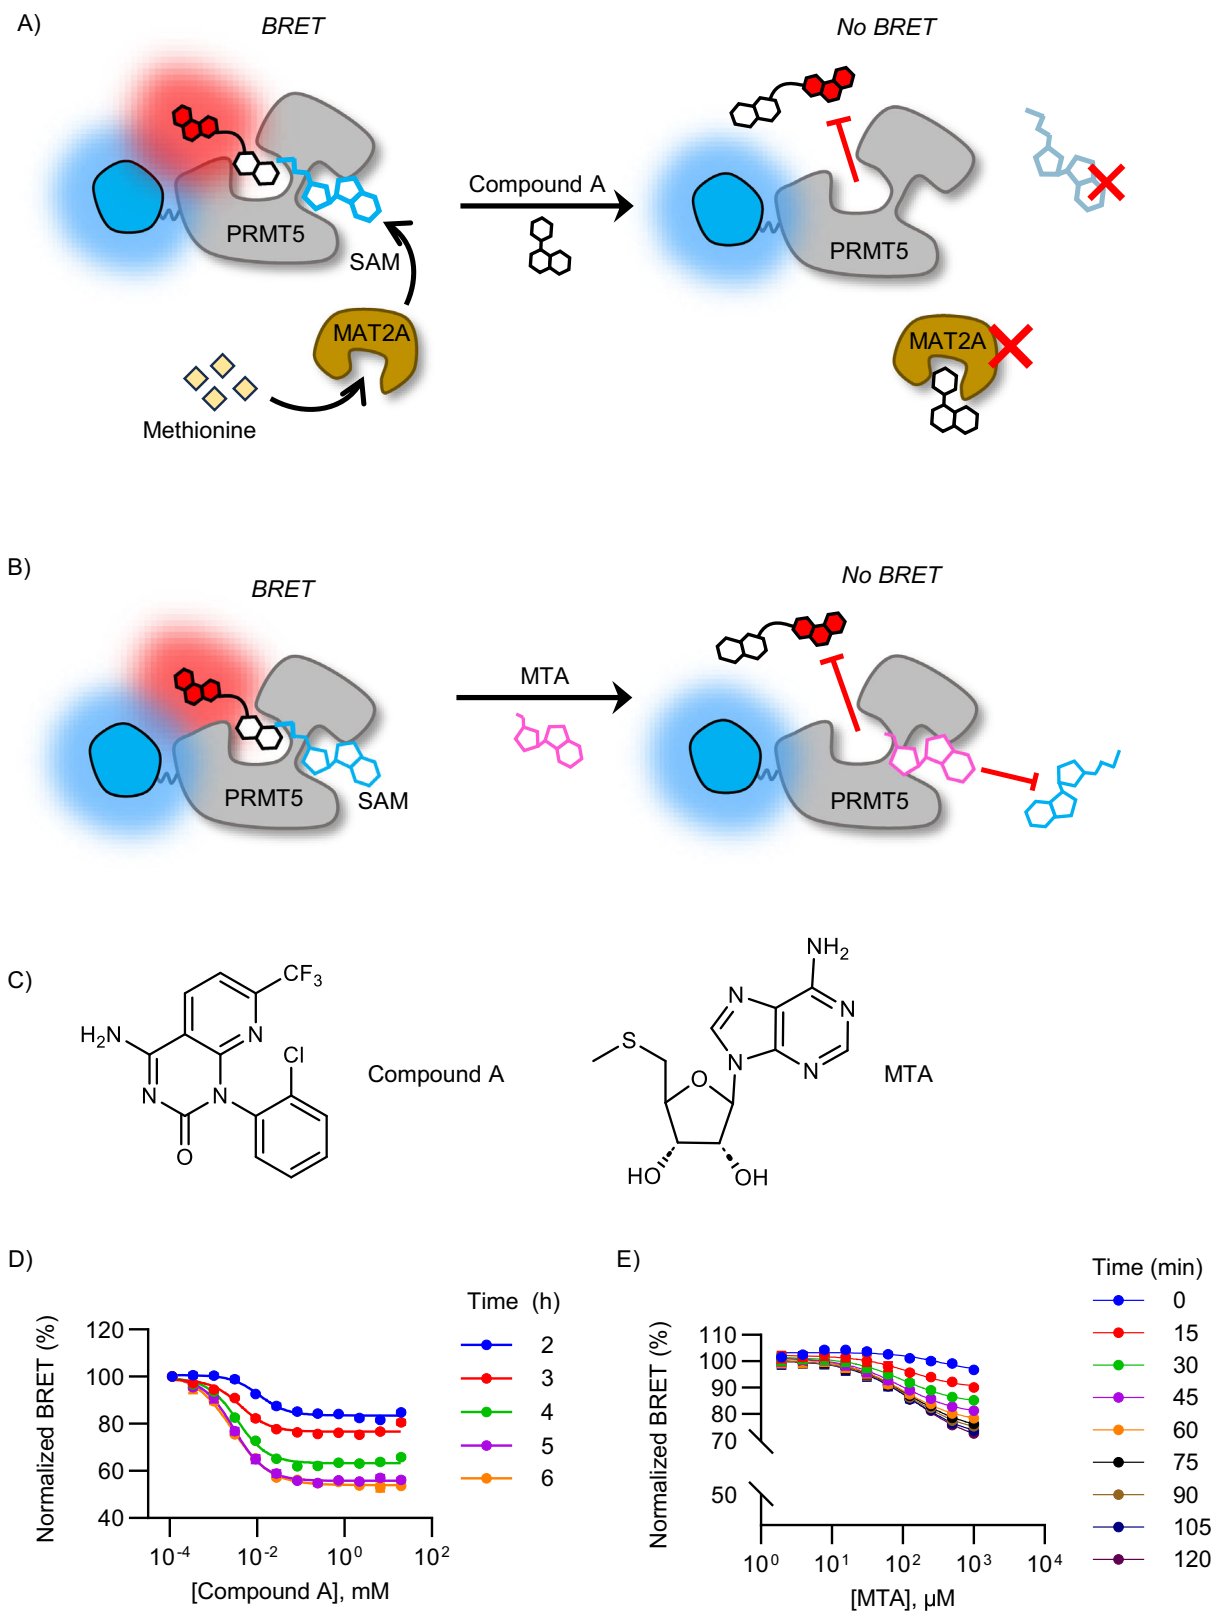 A)
BRET
No BRET
PRMT5
SAM
MAT2A
Methionine
Compound A
PRMT5
MAT2A
B)
BRET
No BRET
PRMT5
SAM
MTA
PRMT5
C)
H₂N
CF₃
N
N
N
O
Cl
Compound A
NH₂
N
N
N
N
S
O
HO
OH
MTA
D)
Normalized BRET (%)
120
100
80
60
40
10⁻⁴
10⁻²
10⁰
10²
[Compound A], mM
Time (h)
2
3
4
5
6
E)
Normalized BRET (%)
110
100
90
80
70
50
10⁰
10¹
10²
10³
10⁴
[MTA], µM
Time (min)
0
15
30
45
60
75
90
105
120